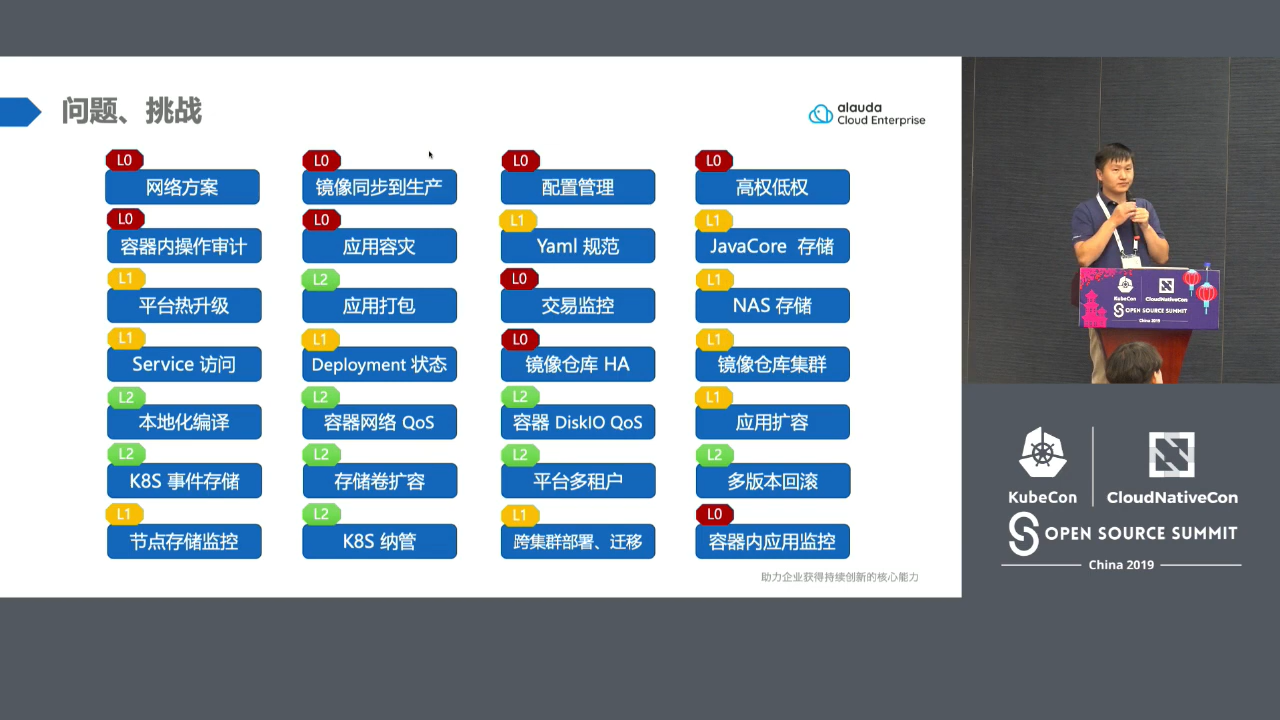 问题、挑战
alauda
Cloud Enterprise
L0
L0
L0
L0
网络方案
镜像同步到生产
配置管理
高权低权
L0
L0
L1
L1
容器内操作审计
应用容灾
Yaml 规范
JavaCore 存储
L1
L2
L0
L1
平台热升级
应用打包
交易监控
NAS 存储
L1
L1
L0
L1
Service 访问
Deployment 状态
镜像仓库 HA
镜像仓库集群
L2
L2
L2
L1
本地化编译
容器网络 QoS
容器 DiskIO QoS
应用扩容
L2
L2
L2
L2
K8S 事件存储
存储卷扩容
平台多租户
多版本回滚
L1
L2
L1
L0
节点存储监控
K8S 纳管
跨集群部署、迁移
容器内应用监控
助力企业获得持续创新的核心能力
KubeCon
CloudNativeCon
OPEN SOURCE SUMMIT
China 2019
KubeCon
CloudNativeCon
OPEN SOURCE SUMMIT
China 2019